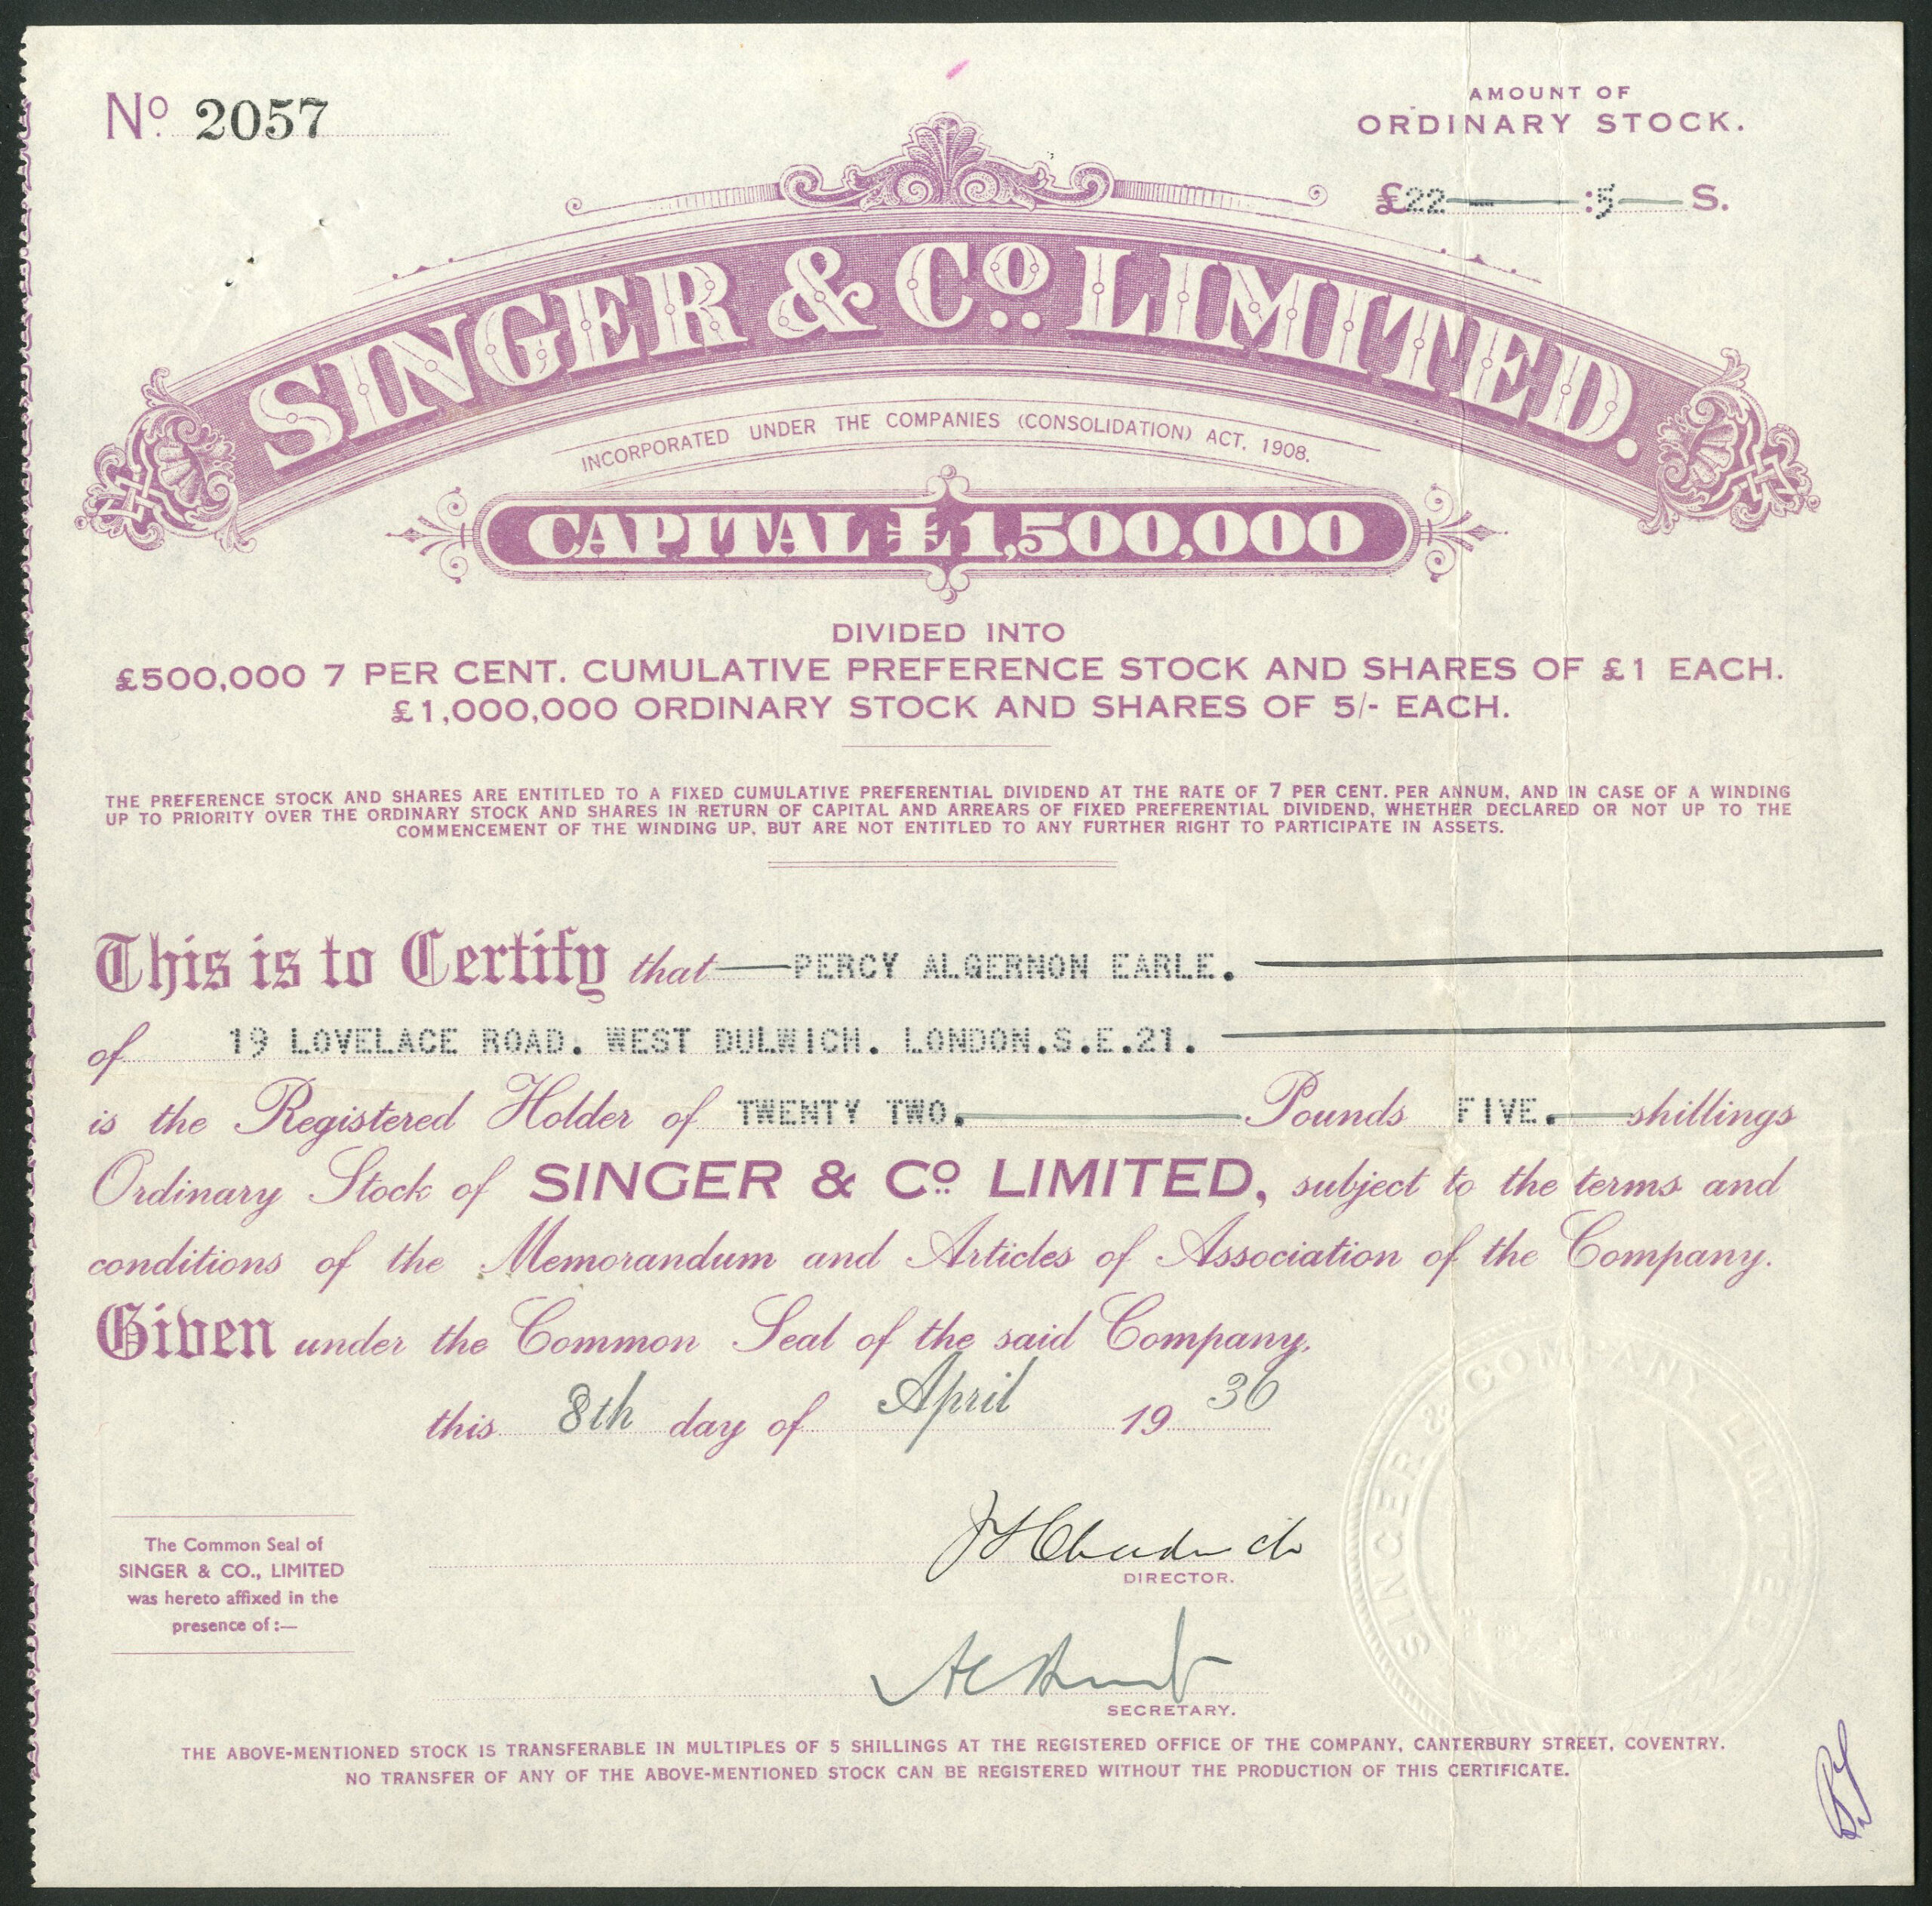 No. 2057
AMOUNT OF
ORDINARY STOCK.
£22 :5 S.
SINGER & Co. LIMITED.
INCORPORATED UNDER THE COMPANIES (CONSOLIDATION) ACT, 1908.
CAPITAL £1,500,000
DIVIDED INTO
£500,000 7 PER CENT. CUMULATIVE PREFERENCE STOCK AND SHARES OF £1 EACH.
£1,000,000 ORDINARY STOCK AND SHARES OF 5/- EACH.
THE PREFERENCE STOCK AND SHARES ARE ENTITLED TO A FIXED CUMULATIVE PREFERENTIAL DIVIDEND AT THE RATE OF 7 PER CENT. PER ANNUM, AND IN CASE OF A WINDING
UP TO PRIORITY OVER THE ORDINARY STOCK AND SHARES IN RETURN OF CAPITAL AND ARREARS OF FIXED PREFERENTIAL DIVIDEND, WHETHER DECLARED OR NOT UP TO THE
COMMENCEMENT OF THE WINDING UP, BUT ARE NOT ENTITLED TO ANY FURTHER RIGHT TO PARTICIPATE IN ASSETS.
This is to Certify that PERCY ALGERNON EARLE.
of 19 LOVELACE ROAD. WEST DULWICH. LONDON.S.E.21.
is the Registered Holder of TWENTY TWO. Pounds FIVE. shillings
Ordinary Stock of SINGER & Co. LIMITED, subject to the terms and
conditions of the Memorandum and Articles of Association of the Company.
Given under the Common Seal of the said Company,
this 8th day of April 1936
SINGER & COMPANY LIMITED
The Common Seal of
SINGER & CO., LIMITED
was hereto affixed in the
presence of :—
DIRECTOR.
SECRETARY.
THE ABOVE-MENTIONED STOCK IS TRANSFERABLE IN MULTIPLES OF 5 SHILLINGS AT THE REGISTERED OFFICE OF THE COMPANY, CANTERBURY STREET, COVENTRY.
NO TRANSFER OF ANY OF THE ABOVE-MENTIONED STOCK CAN BE REGISTERED WITHOUT THE PRODUCTION OF THIS CERTIFICATE.